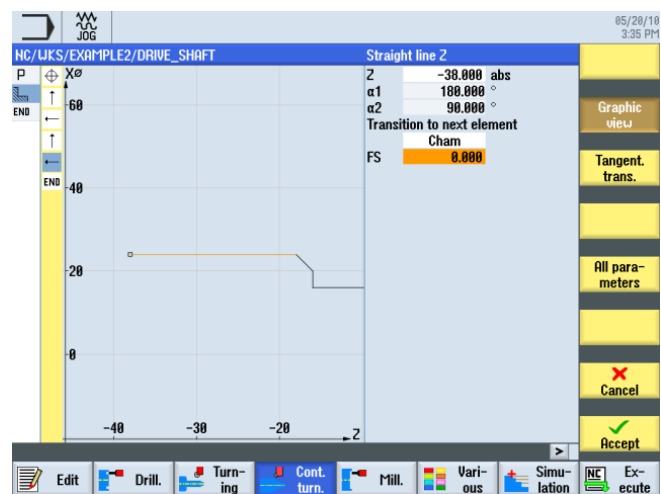 JOG
05/20/10
3:35 PM
NC/WKS/EXAMPLE2/DRIVE_SHAFT
Straight line Z
P
END
END
XØ
60
40
20
0
-40
-30
-20
Z
Z -38.000 abs
α1 180.000 °
α2 90.000 °
Transition to next element
Cham
FS 0.000
Graphic
view
Tangent.
trans.
All para-
meters
Cancel
Accept
>
Edit
Drill.
Turn-
ing
Cont.
turn.
Mill.
Vari-
ous
Simu-
lation
NC
Ex-
ecute